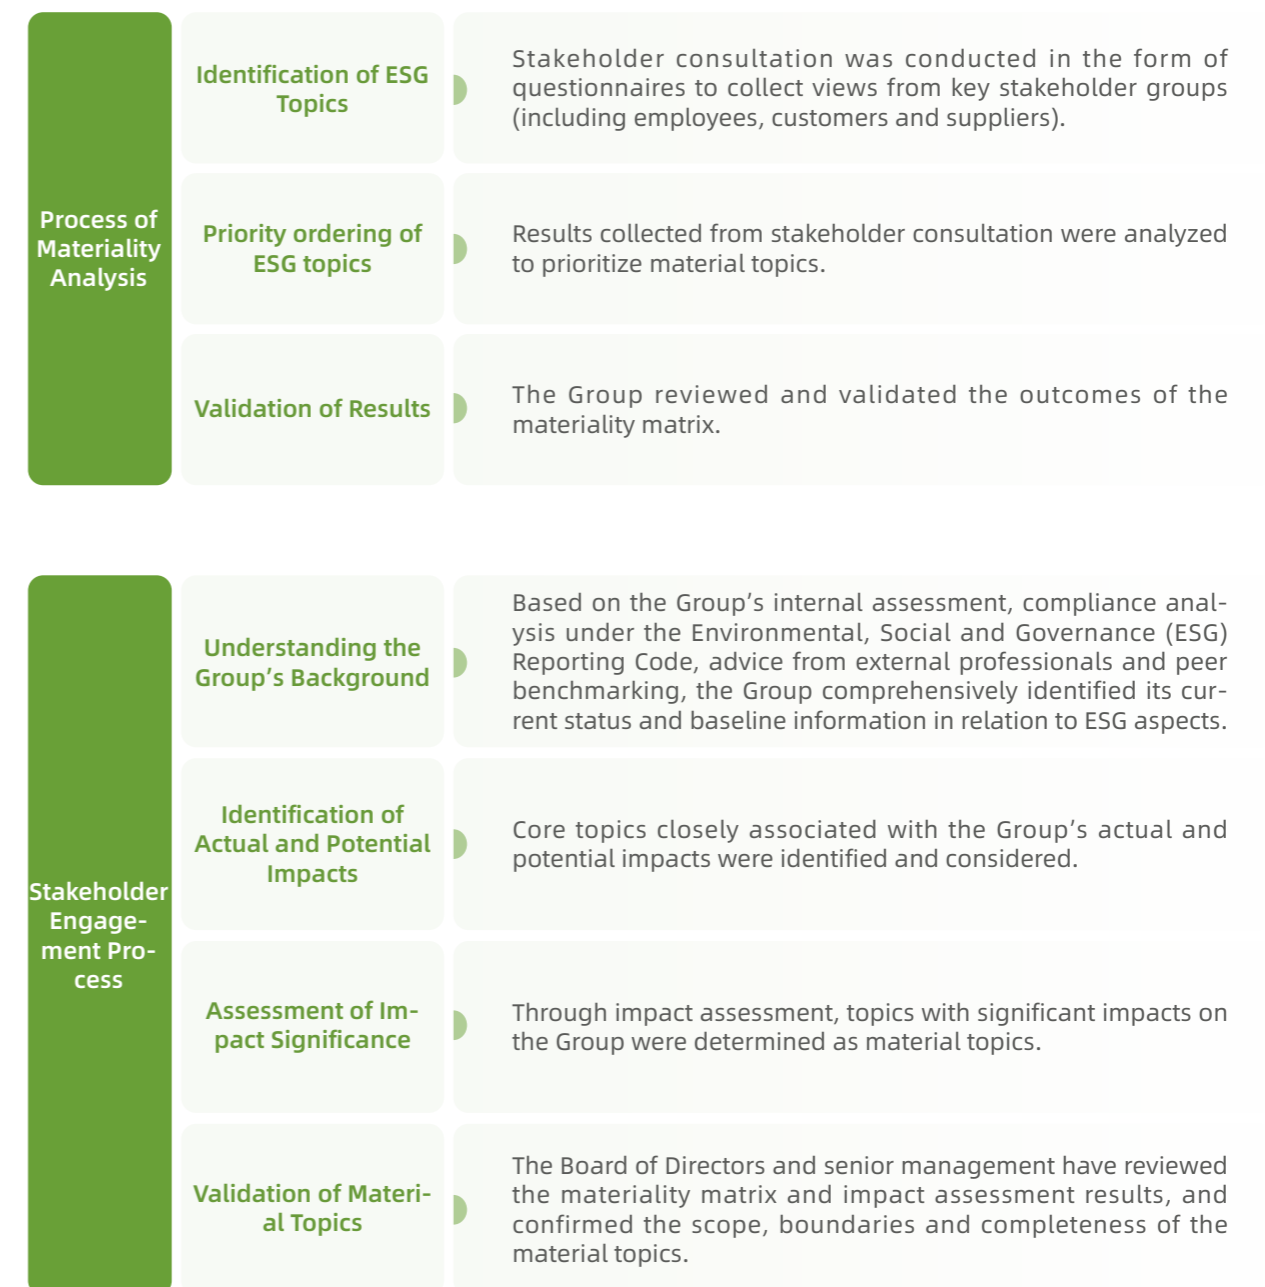 Process of
Materiality
Analysis
Identification of ESG
Topics
Stakeholder consultation was conducted in the form of
questionnaires to collect views from key stakeholder groups
(including employees, customers and suppliers).
Priority ordering of
ESG topics
Results collected from stakeholder consultation were analyzed
to prioritize material topics.
Validation of Results
The Group reviewed and validated the outcomes of the
materiality matrix.
Stakeholder
Engage-
ment Pro-
cess
Understanding the
Group’s Background
Based on the Group’s internal assessment, compliance anal-
ysis under the Environmental, Social and Governance (ESG)
Reporting Code, advice from external professionals and peer
benchmarking, the Group comprehensively identified its cur-
rent status and baseline information in relation to ESG aspects.
Identification of
Actual and Potential
Impacts
Core topics closely associated with the Group’s actual and
potential impacts were identified and considered.
Assessment of Im-
pact Significance
Through impact assessment, topics with significant impacts on
the Group were determined as material topics.
Validation of Materi-
al Topics
The Board of Directors and senior management have reviewed
the materiality matrix and impact assessment results, and
confirmed the scope, boundaries and completeness of the
material topics.